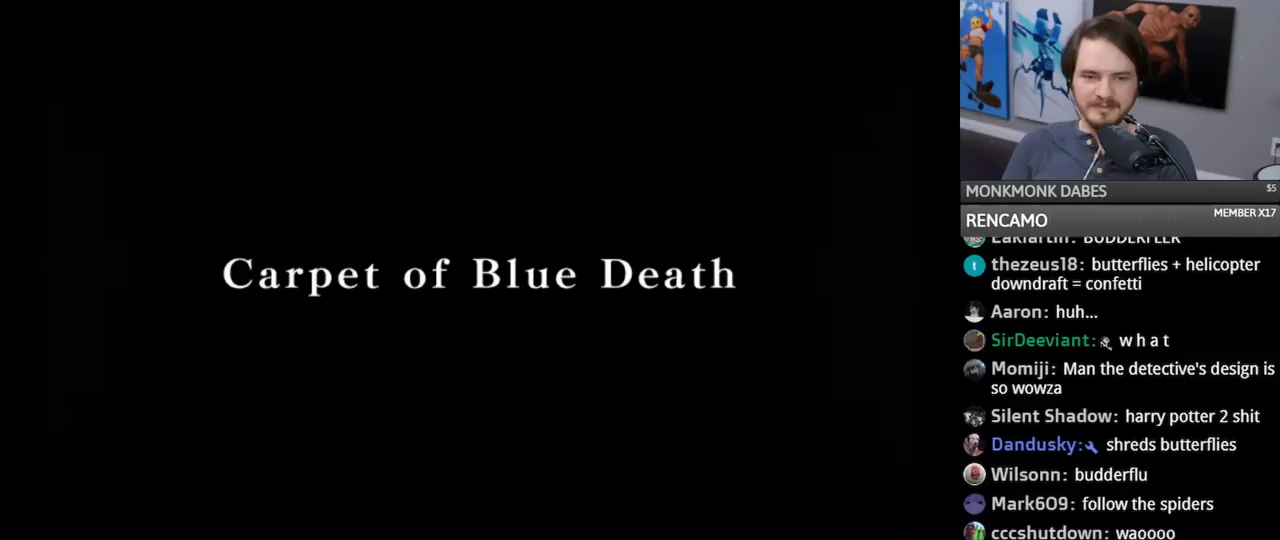 Carpet of Blue Death
MONKMONK DABES
$5
RENCAMO
MEMBER X17
BUDDERFLER
thezeus18: butterflies + helicopter
downdraft = confetti
Aaron: huh...
SirDeeviant: w h a t
Momiji: Man the detective's design is
so wowza
Silent Shadow: harry potter 2 shit
Dandusky: shreds butterflies
Wilsonn: budderflu
Mark609: follow the spiders
cccshutdown: waoooo